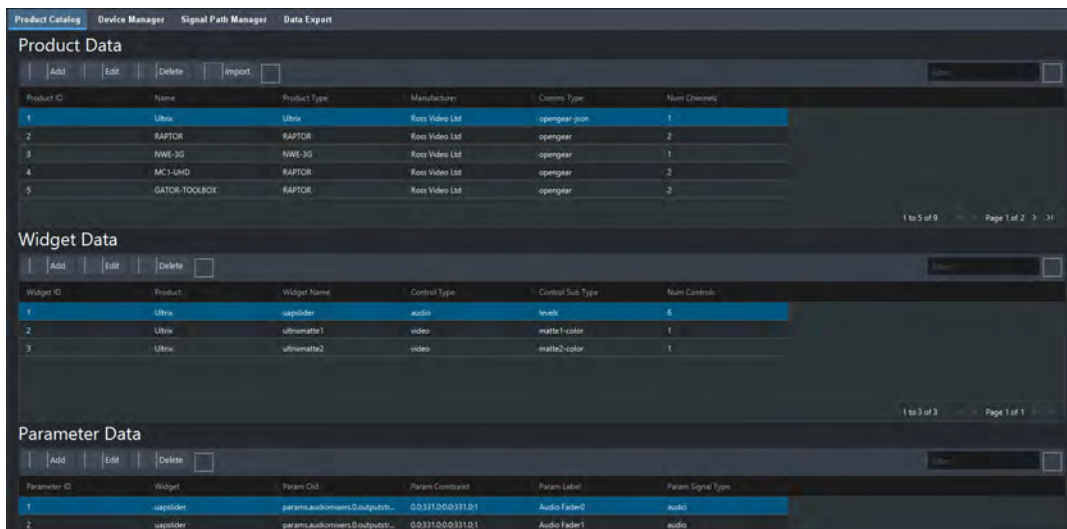 Product Catalog Device Manager Signal Path Manager Data Export
Product Data
Add Edit Delete Import Filter
Product ID Name Product Type Manufacturer Comms Type Num Channels
1 Ultrix Ultrix Ross Video Ltd opengear-json 1
2 RAPTOR RAPTOR Ross Video Ltd opengear 2
3 NWE-3G NWE-3G Ross Video Ltd opengear 1
4 MC1-UHD RAPTOR Ross Video Ltd opengear 2
5 GATOR-TOOLBOX RAPTOR Ross Video Ltd opengear 2
1 to 5 of 9 Page 1 of 2
Widget Data
Add Edit Delete Filter
Widget ID Product Widget Name Control Type Control Sub Type Num Controls
1 Ultrix uapslider audio levels 6
2 Ultrix ultrixmatte1 video matte1-color 1
3 Ultrix ultrixmatte2 video matte2-color 1
1 to 3 of 3 Page 1 of 1
Parameter Data
Add Edit Delete Filter
Parameter ID Widget Param Oid Param Constraint Param Label Param Signal Type
1 uapslider params.audiomixers.0.outputstr... 0.0:331.0:0.0:331.0:1 Audio Fader0 audio
2 uapslider params.audiomixers.0.outputstr... 0.0:331.0:0.0:331.0:1 Audio Fader1 audio